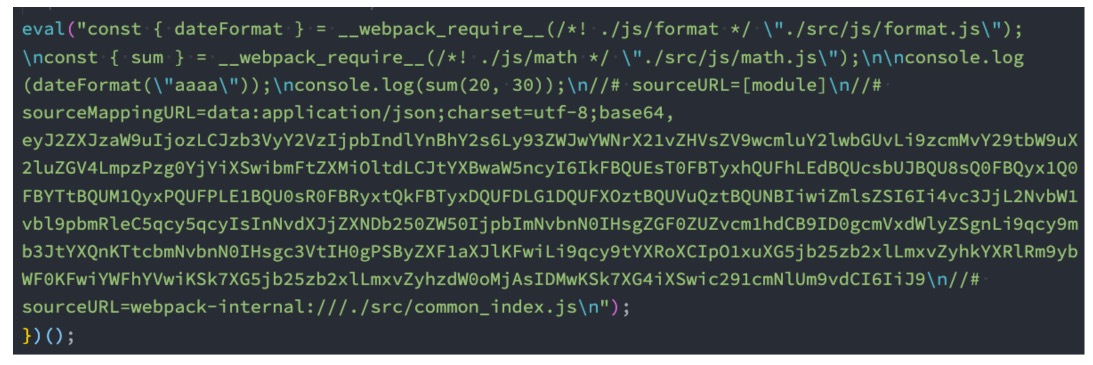 eval("const { dateFormat } = __webpack_require__(/*! ./js/format */ \"./src/js/format.js\");
\nconst { sum } = __webpack_require__(/*! ./js/math */ \"./src/js/math.js\");\n\nconsole.log
(dateFormat(\"aaaa\"));\nconsole.log(sum(20, 30));\n//# sourceURL=[module]\n//#
sourceMappingURL=data:application/json;charset=utf-8;base64,
eyJ2ZXJzaW9uIjozLCJzb3VyY2VzIjpbIndlYnBhY2s6Ly93ZWJwYWNrX21vZHVsZV9wcmluY2lwbGUvLi9zcmMvY29tbW9uX
2luZGV4LmpzPzg0YjYiXSwibmFtZXMiOltdLCJtYXBwaW5ncyI6IkFBQUEsT0FBTyxhQUFhLEdBQUcsbUJBQU8sQ0FBQyx1Q0
FBYTtBQUM1QyxPQUFPLE1BQU0sR0FBRyxtQkFBTyxDQUFDLG1DQUFXOztBQUVuQztBQUNBIiwiZmlsZSI6Ii4vc3JjL2NvbW1
vbl9pbmRleC5qcy5qcyIsInNvdXJjZXNDb250ZW50IjpbImNvbnN0IHsgZGF0ZUZvcm1hdCB9ID0gcmVxdWlyZSgnLi9qcy9m
b3JtYXQnKTtcbmNvbnN0IHsgc3VtIH0gPSByZXF1aXJlKFwiLi9qcy9tYXRoXCIpO1xuXG5jb25zb2xlLmxvZyhkYXRlRm9yb
WF0KFwiYWFhYVwiKSk7XG5jb25zb2xlLmxvZyhzdW0oMjAsIDMwKSk7XG4iXSwic291cmNlUm9vdCI6IiJ9\n//#
sourceURL=webpack-internal:///./src/common_index.js\n");
})();